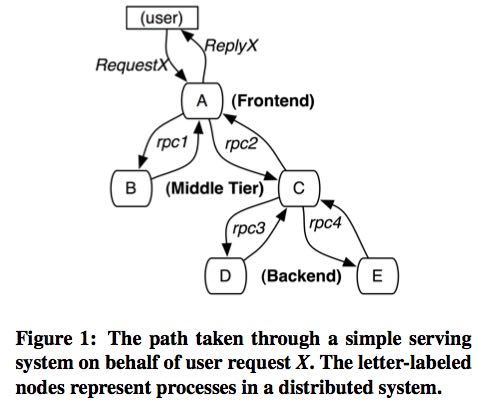 (user)
ReplyX
RequestX
A (Frontend)
rpc1 rpc2
B (Middle Tier) C
rpc3 rpc4
D (Backend) E
Figure 1: The path taken through a simple serving
system on behalf of user request X. The letter-labeled
nodes represent processes in a distributed system.